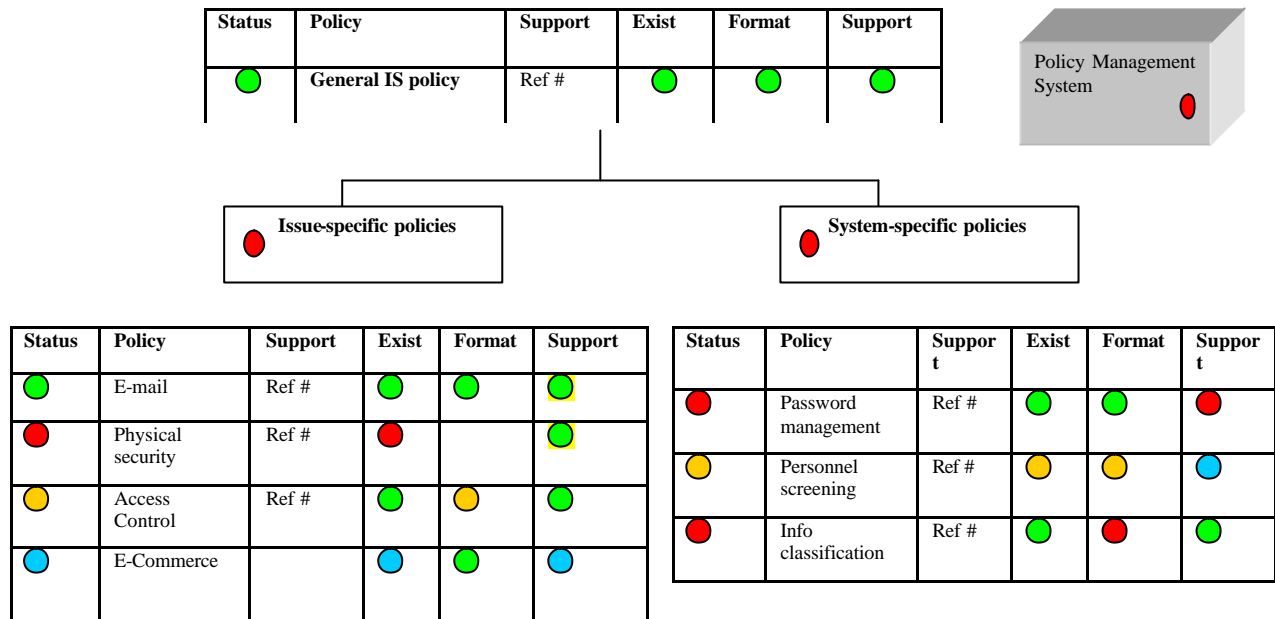 Status Policy Support Exist Format Support
General IS policy Ref #
Policy Management
System
Issue-specific policies
System-specific policies
Status Policy Support Exist Format Support
E-mail Ref #
Physical Ref #
security
Access Ref #
Control
E-Commerce
Status Policy Suppor Exist Format Suppor
t t
Password Ref #
management
Personnel Ref #
screening
Info Ref #
classification